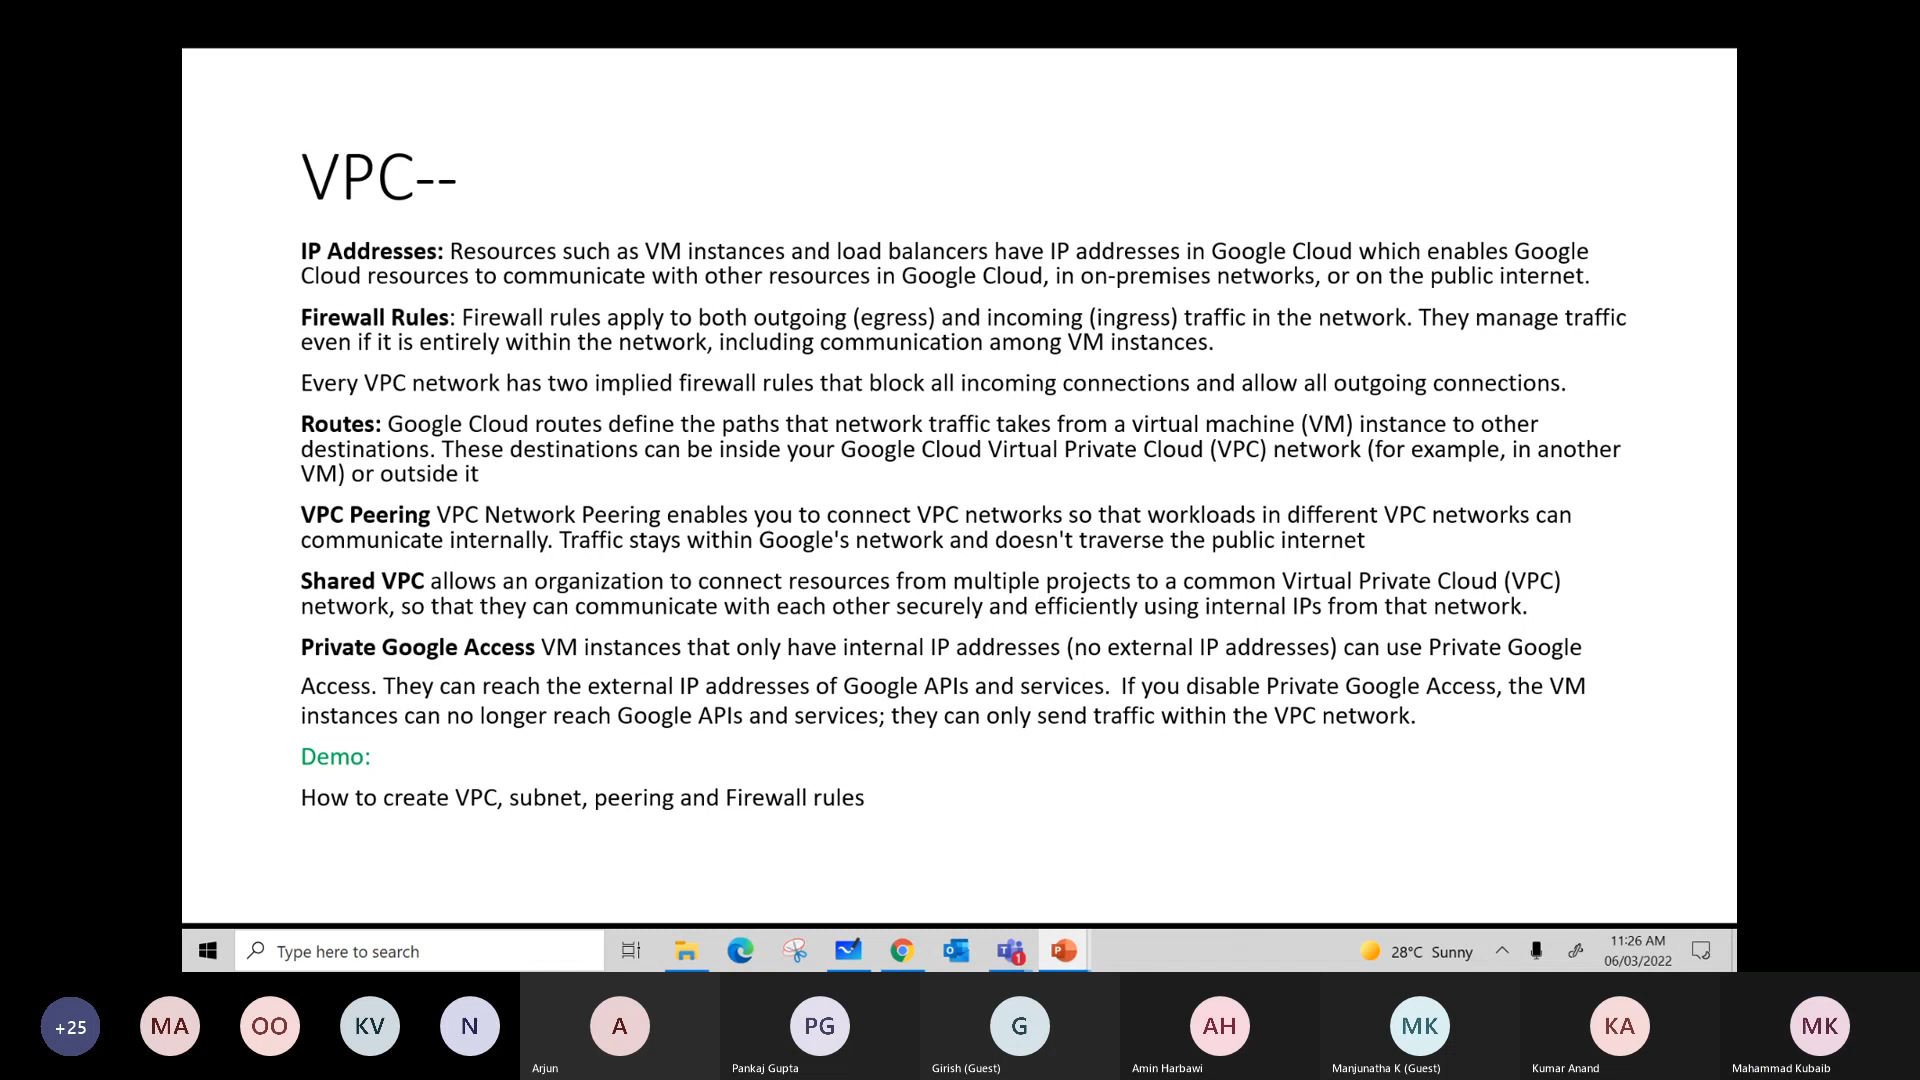 VPC--
IP Addresses: Resources such as VM instances and load balancers have IP addresses in Google Cloud which enables Google
Cloud resources to communicate with other resources in Google Cloud, in on-premises networks, or on the public internet.
Firewall Rules: Firewall rules apply to both outgoing (egress) and incoming (ingress) traffic in the network. They manage traffic
even if it is entirely within the network, including communication among VM instances.
Every VPC network has two implied firewall rules that block all incoming connections and allow all outgoing connections.
Routes: Google Cloud routes define the paths that network traffic takes from a virtual machine (VM) instance to other
destinations. These destinations can be inside your Google Cloud Virtual Private Cloud (VPC) network (for example, in another
VM) or outside it
VPC Peering VPC Network Peering enables you to connect VPC networks so that workloads in different VPC networks can
communicate internally. Traffic stays within Google's network and doesn't traverse the public internet
Shared VPC allows an organization to connect resources from multiple projects to a common Virtual Private Cloud (VPC)
network, so that they can communicate with each other securely and efficiently using internal IPs from that network.
Private Google Access VM instances that only have internal IP addresses (no external IP addresses) can use Private Google
Access. They can reach the external IP addresses of Google APIs and services.  If you disable Private Google Access, the VM
instances can no longer reach Google APIs and services; they can only send traffic within the VPC network.
Demo:
How to create VPC, subnet, peering and Firewall rules
Type here to search
1
28°C Sunny
11:26 AM
06/03/2022
+25
MA
OO
KV
N
A
PG
G
AH
MK
KA
MK
Arjun
Pankaj Gupta
Girish (Guest)
Amin Harbawi
Manjunatha K (Guest)
Kumar Anand
Mahammad Kubaib